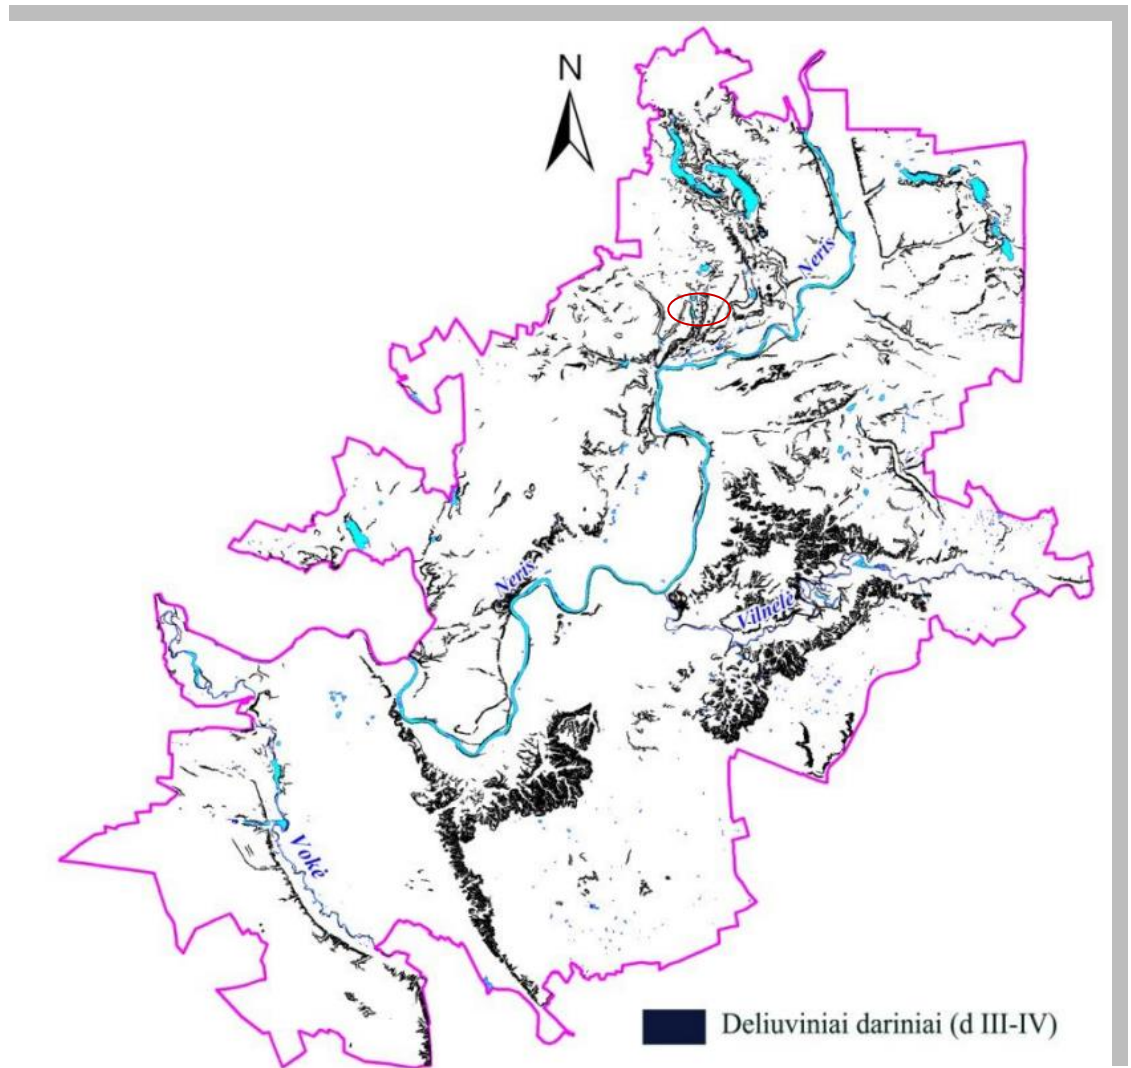 N
Neris
Neris
Vilnelė
Vokė
Deliuviniai dariniai (d III-IV)